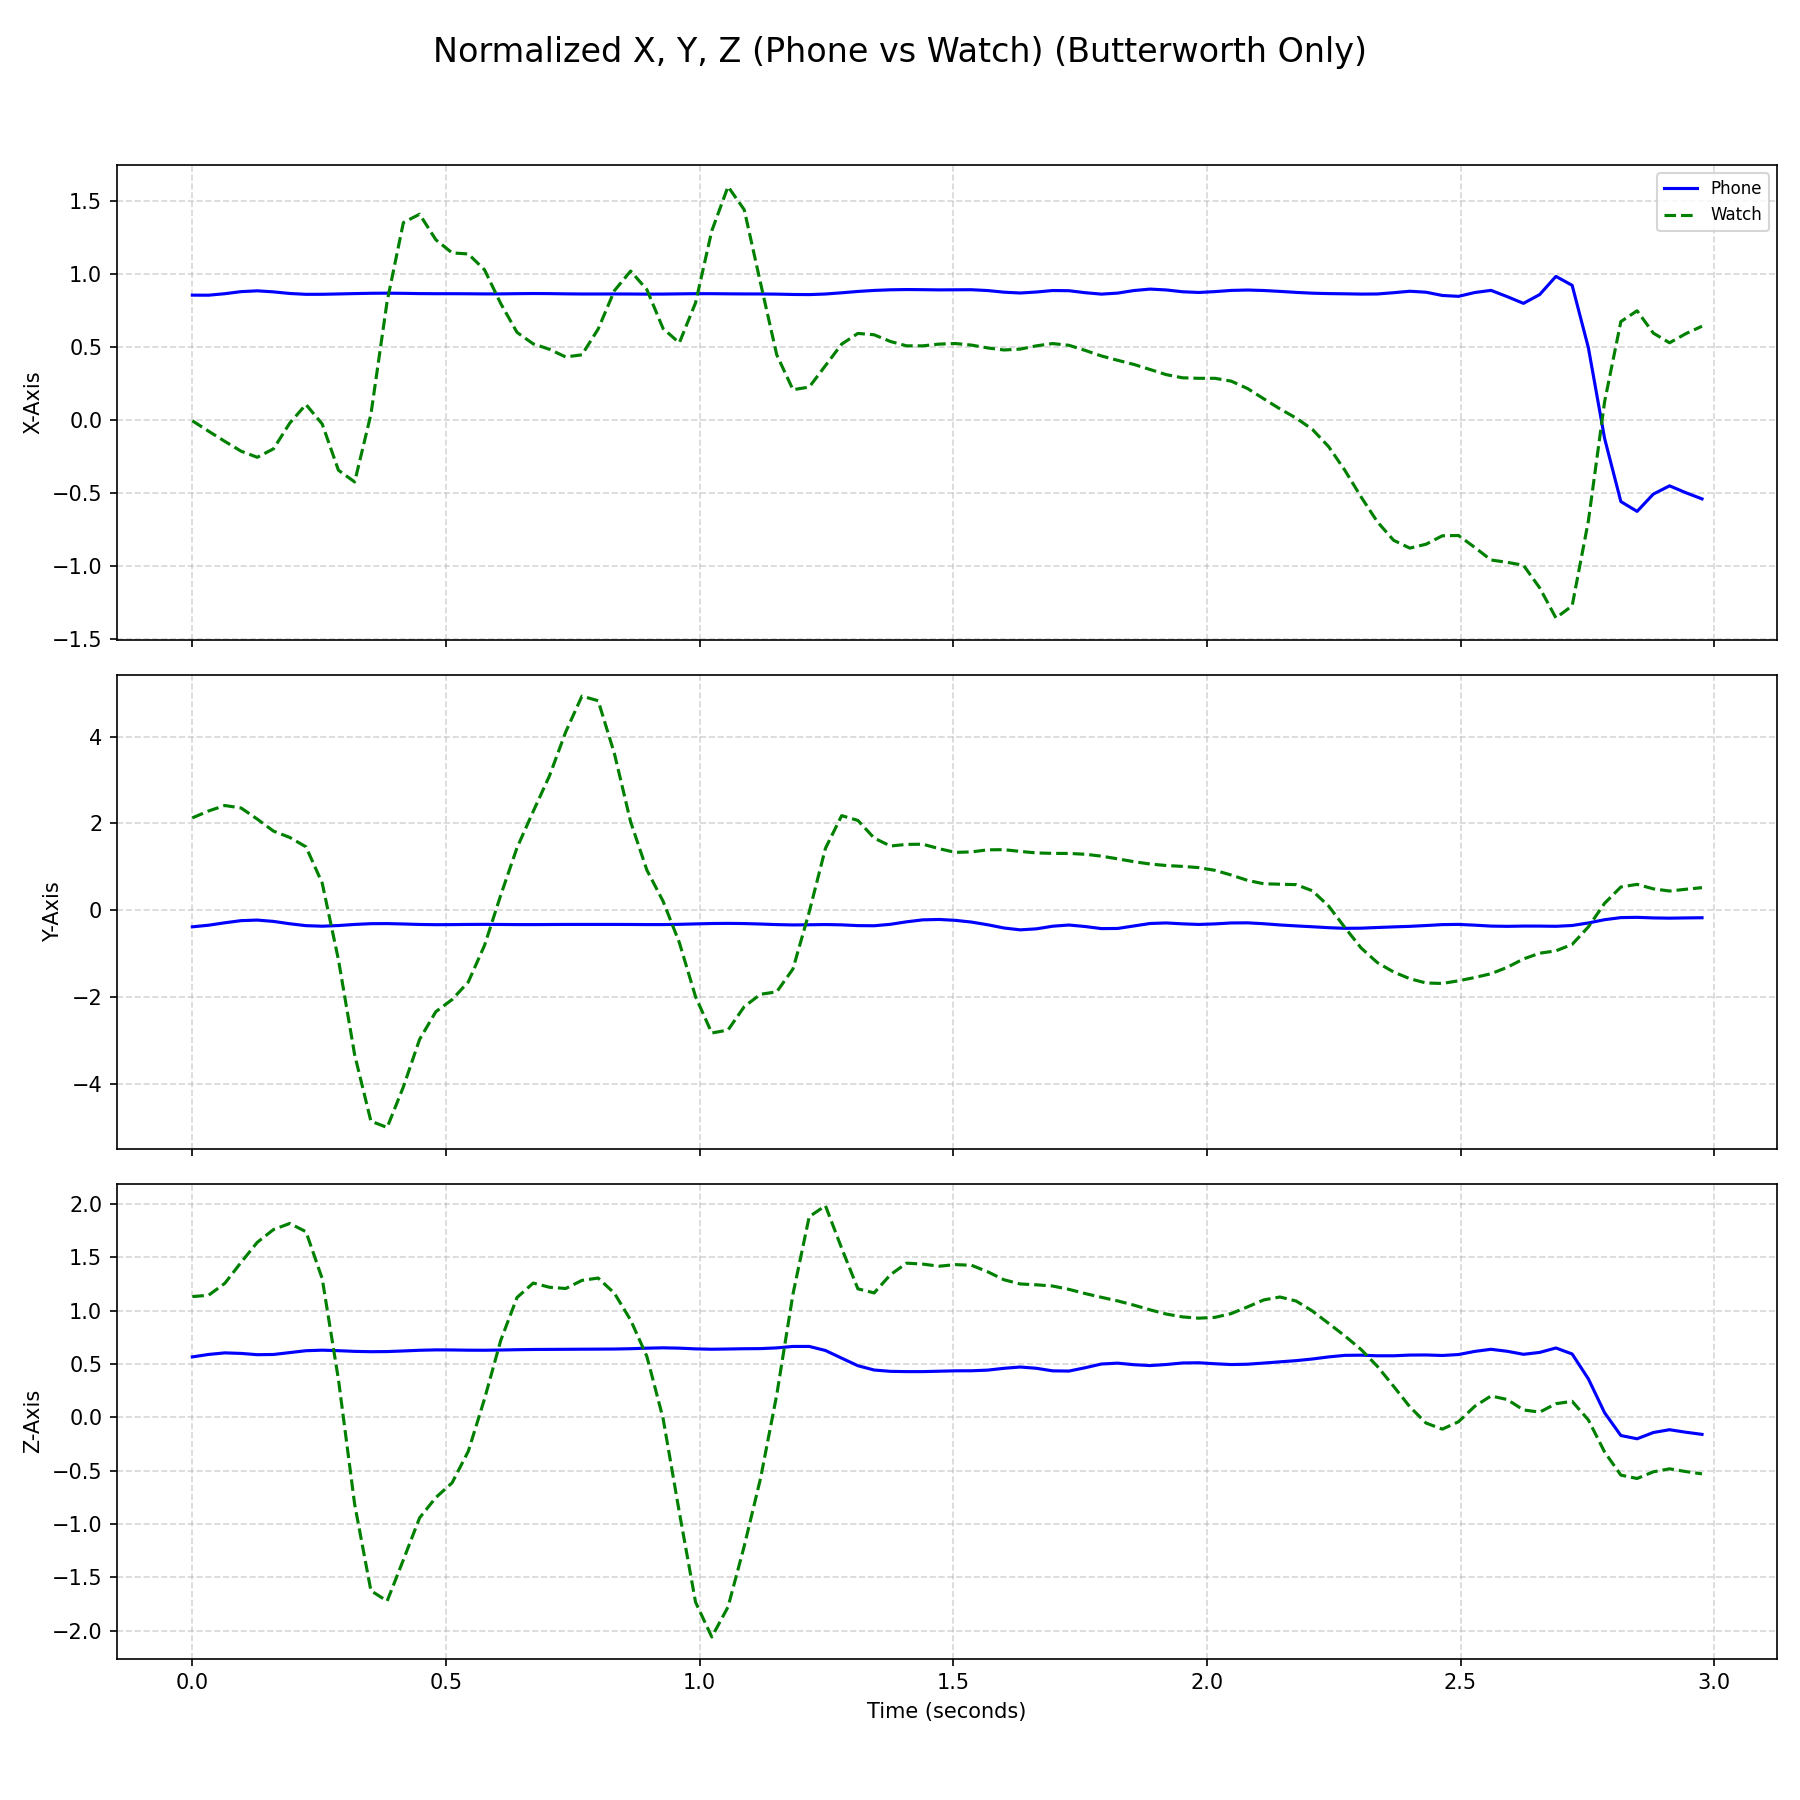 Normalized X, Y, Z (Phone vs Watch) (Butterworth Only)
Phone
Watch
1.5
1.0
0.5
0.0
−0.5
−1.0
−1.5
X-Axis
4
2
0
−2
−4
Y-Axis
2.0
1.5
1.0
0.5
0.0
−0.5
−1.0
−1.5
−2.0
Z-Axis
0.0 0.5 1.0 1.5 2.0 2.5 3.0
Time (seconds)